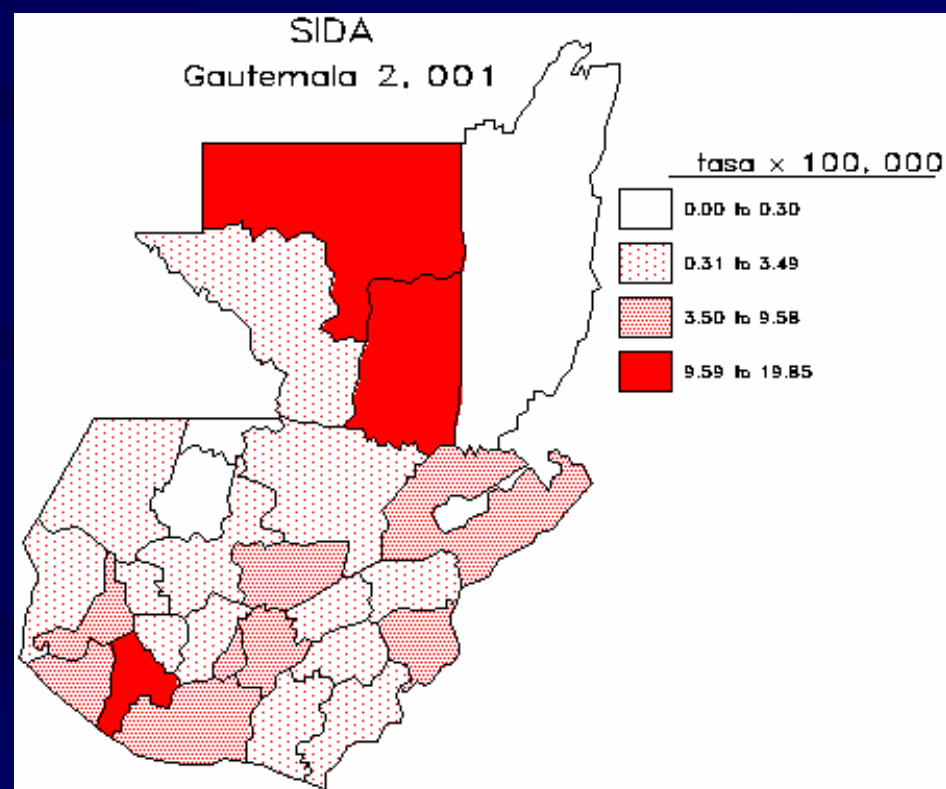 SIDA
Gautemala 2, 001
tasa x 100, 000
0.00 to 0.30
0.31 to 3.49
3.50 to 9.58
9.59 to 19.85